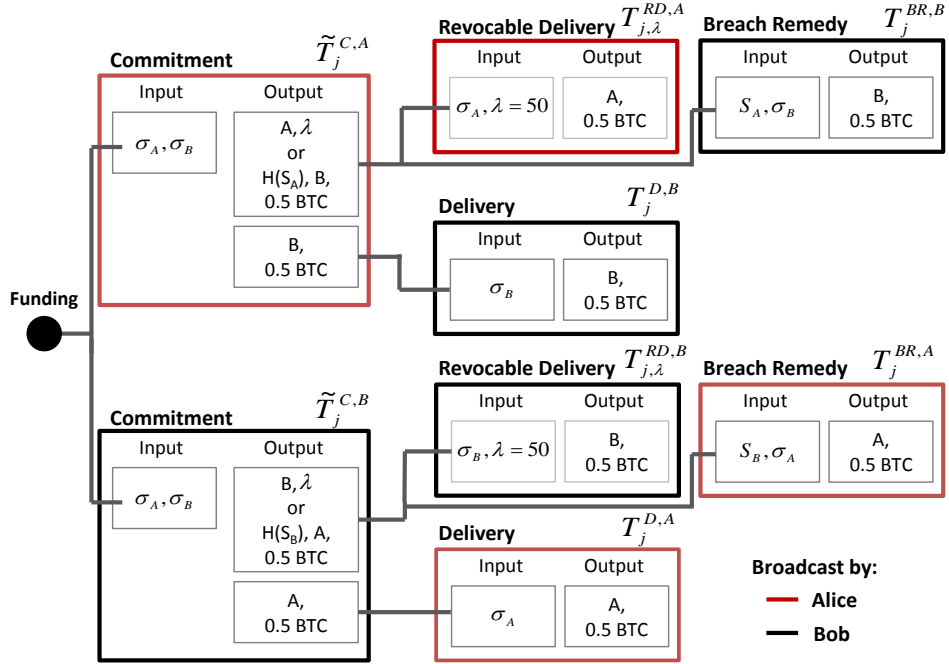 Funding
Commitment
T̃_j^{C,A}
Input
Output
σ_A, σ_B
A, λ
or
H(S_A), B,
0.5 BTC
B,
0.5 BTC
Revocable Delivery
T_{j,λ}^{RD,A}
Input
Output
σ_A, λ = 50
A,
0.5 BTC
Breach Remedy
T_j^{BR,B}
Input
Output
S_A, σ_B
B,
0.5 BTC
Delivery
T_j^{D,B}
Input
Output
σ_B
B,
0.5 BTC
Commitment
T̃_j^{C,B}
Input
Output
σ_A, σ_B
B, λ
or
H(S_B), A,
0.5 BTC
A,
0.5 BTC
Revocable Delivery
T_{j,λ}^{RD,B}
Input
Output
σ_B, λ = 50
B,
0.5 BTC
Breach Remedy
T_j^{BR,A}
Input
Output
S_B, σ_A
A,
0.5 BTC
Delivery
T_j^{D,A}
Input
Output
σ_A
A,
0.5 BTC
Broadcast by:
Alice
Bob